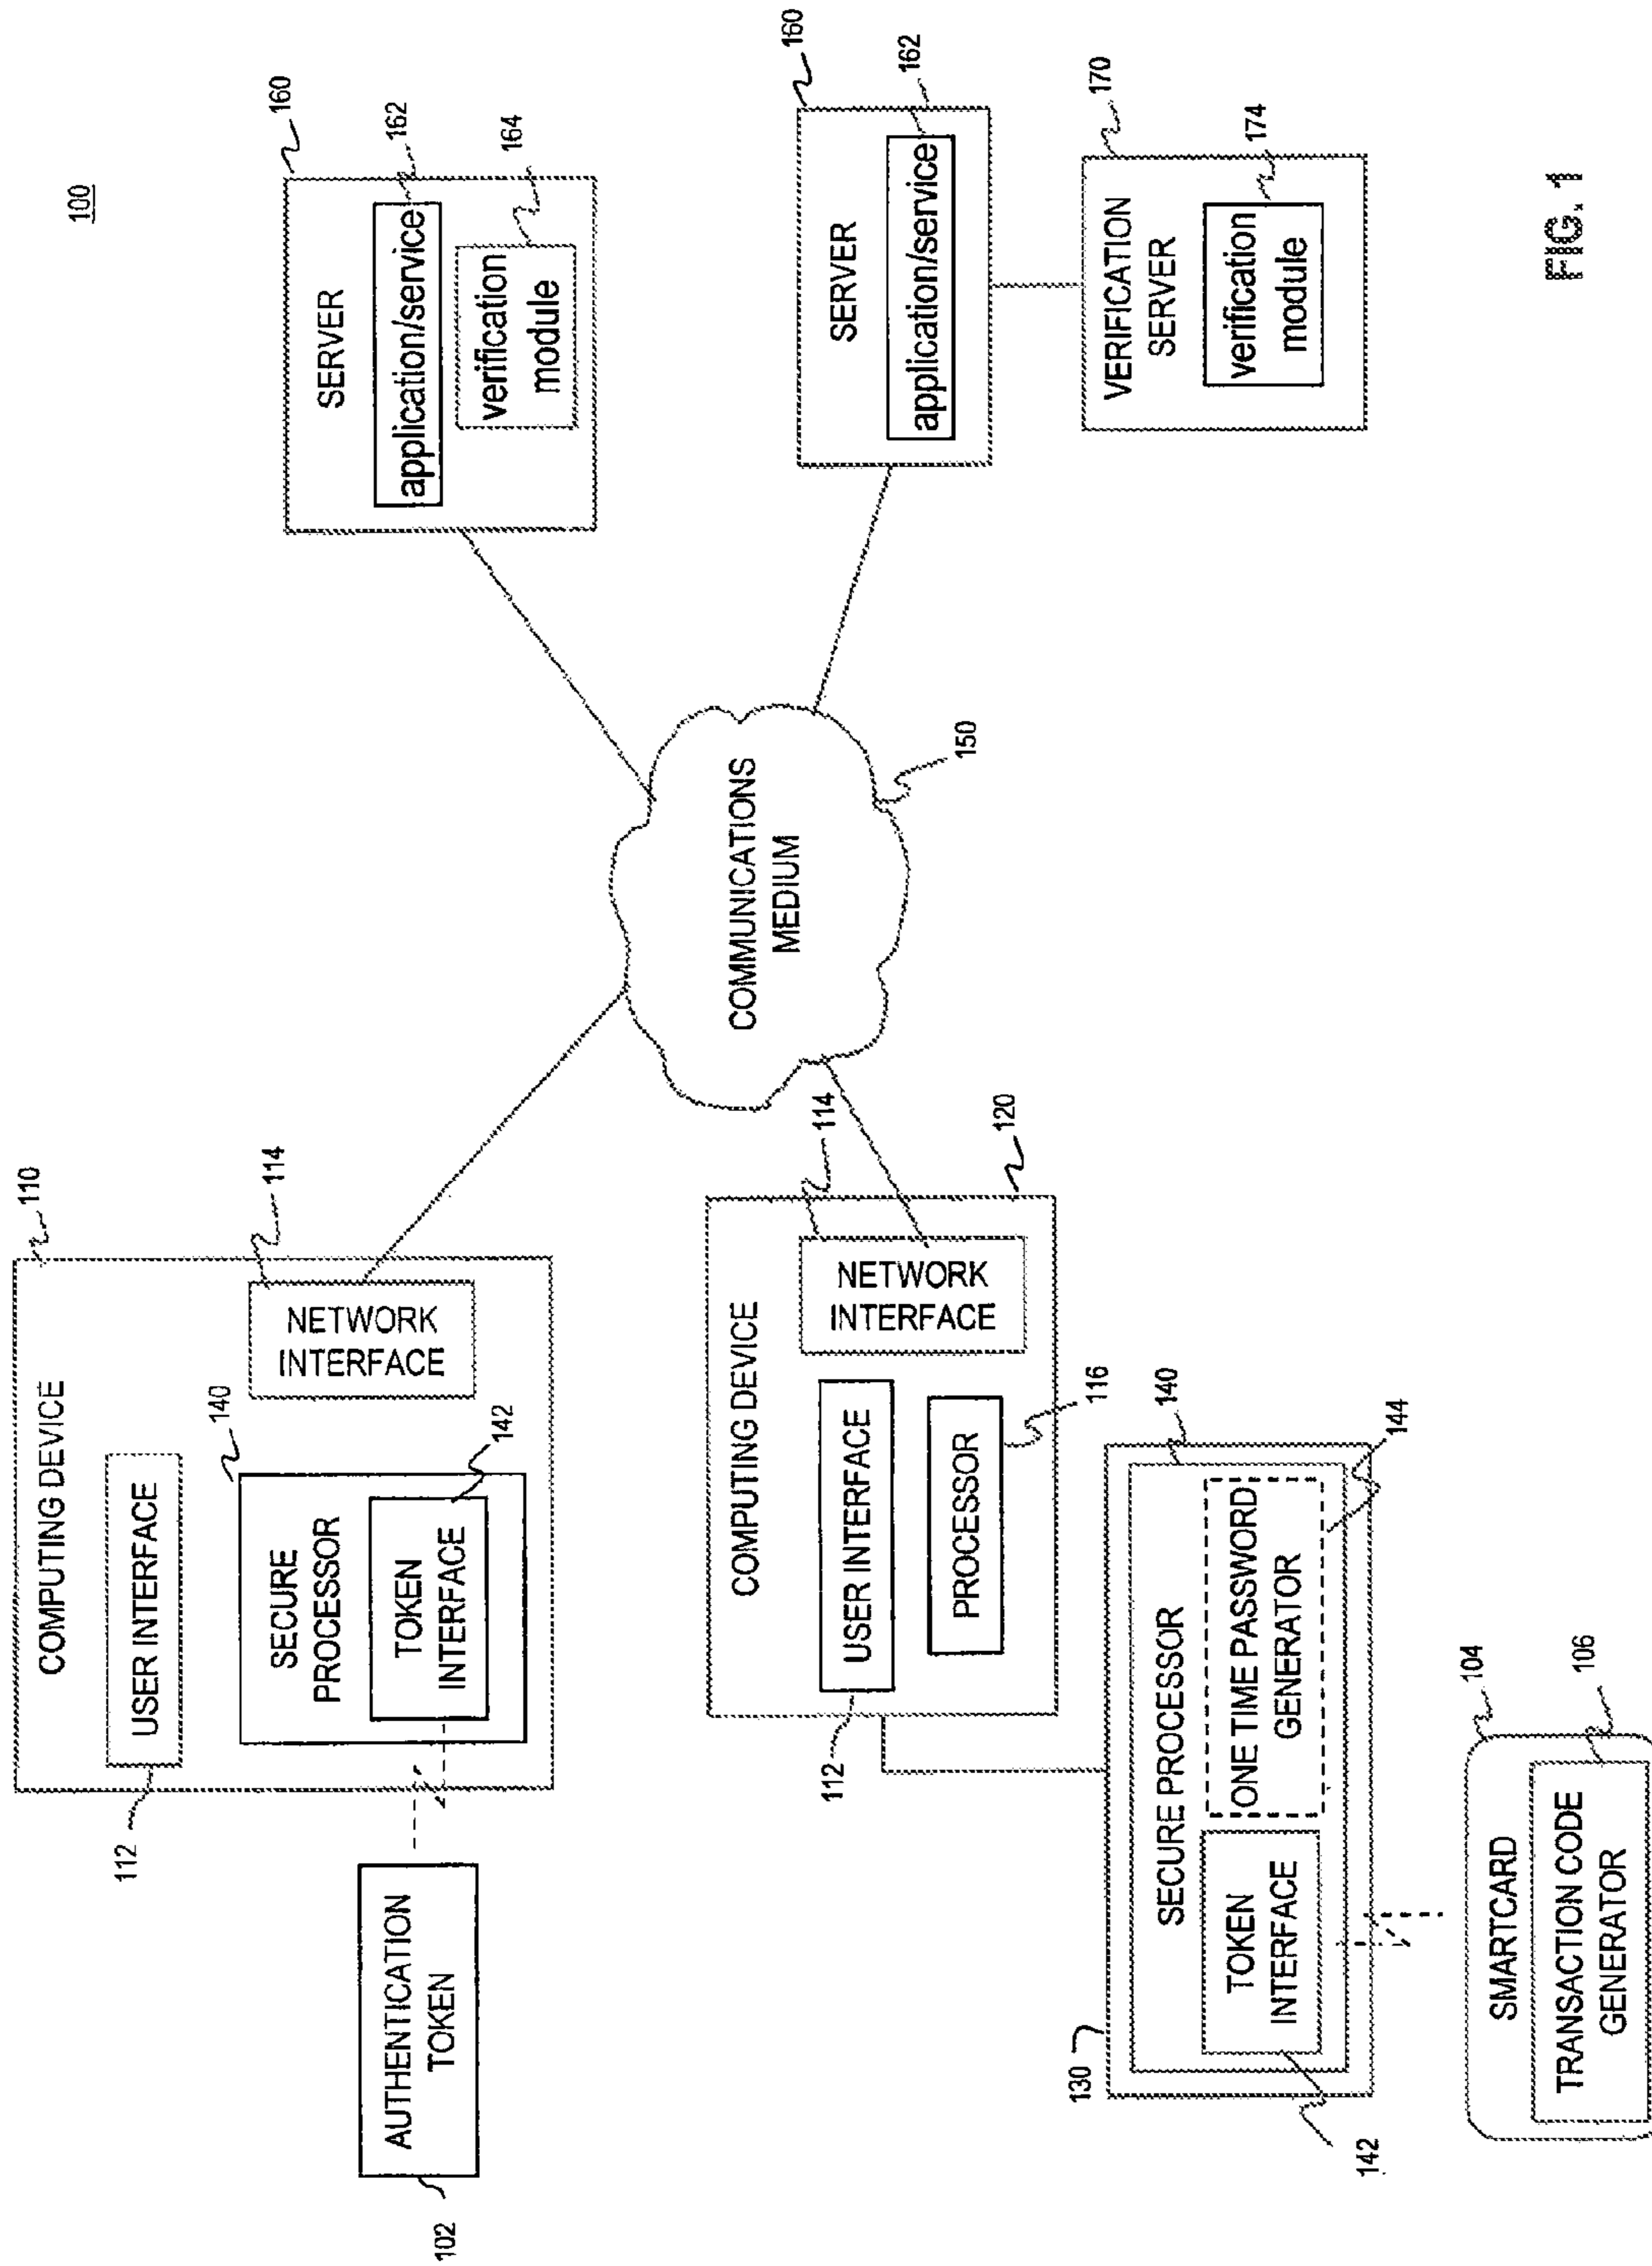 100
110
COMPUTING DEVICE
USER INTERFACE
112
114
NETWORK
INTERFACE
140
SECURE
PROCESSOR
142
TOKEN
INTERFACE
AUTHENTICATION
TOKEN
102
COMMUNICATIONS
MEDIUM
150
160
SERVER
application/service
162
verification
module
164
120
COMPUTING DEVICE
114
NETWORK
INTERFACE
USER INTERFACE
112
PROCESSOR
116
130
140
SECURE PROCESSOR
TOKEN
INTERFACE
142
ONE TIME PASSWORD
GENERATOR
144
104
SMARTCARD
106
TRANSACTION CODE
GENERATOR
160
SERVER
application/service
162
170
VERIFICATION
SERVER
verification
module
174
FIG. 1